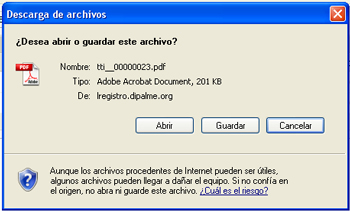 Descarga de archivos
¿Desea abrir o guardar este archivo?
PDF
Nombre: tti__00000023.pdf
Tipo: Adobe Acrobat Document, 201 KB
De: lregistro.dipalme.org
Abrir Guardar Cancelar
Aunque los archivos procedentes de Internet pueden ser útiles,
algunos archivos pueden llegar a dañar el equipo. Si no confía en
el origen, no abra ni guarde este archivo. ¿Cuál es el riesgo?